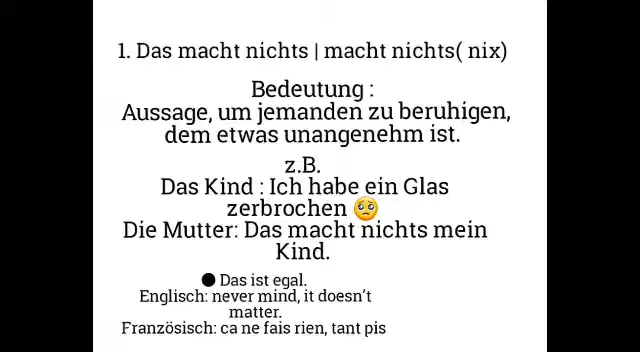 1. Das macht nichts | macht nichts( nix)
Bedeutung :
Aussage, um jemanden zu beruhigen,
dem etwas unangenehm ist.
z.B.
Das Kind : Ich habe ein Glas
zerbrochen 🥺
Die Mutter: Das macht nichts mein
Kind.
● Das ist egal.
Englisch: never mind, it doesn't
matter.
Französisch: ca ne fais rien, tant pis